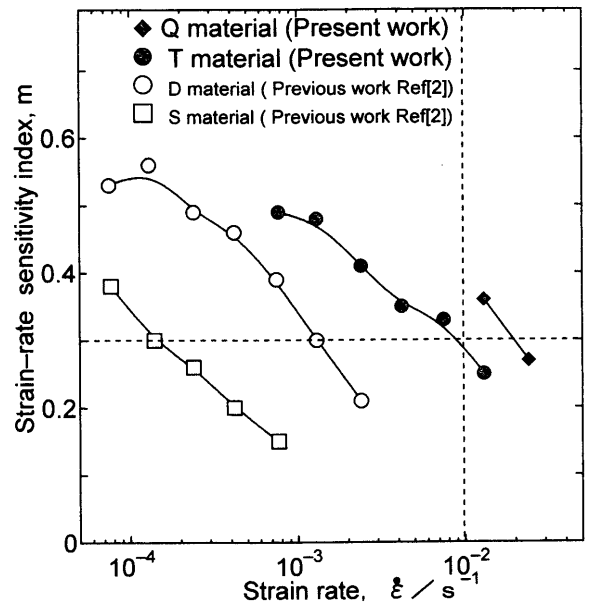 Q material (Present work)
T material (Present work)
D material ( Previous work Ref[2])
S material ( Previous work Ref[2])
Strain-rate sensitivity index, m
0.6
0.4
0.2
0
10⁻⁴
10⁻³
10⁻²
Strain rate, ε̇ / s⁻¹